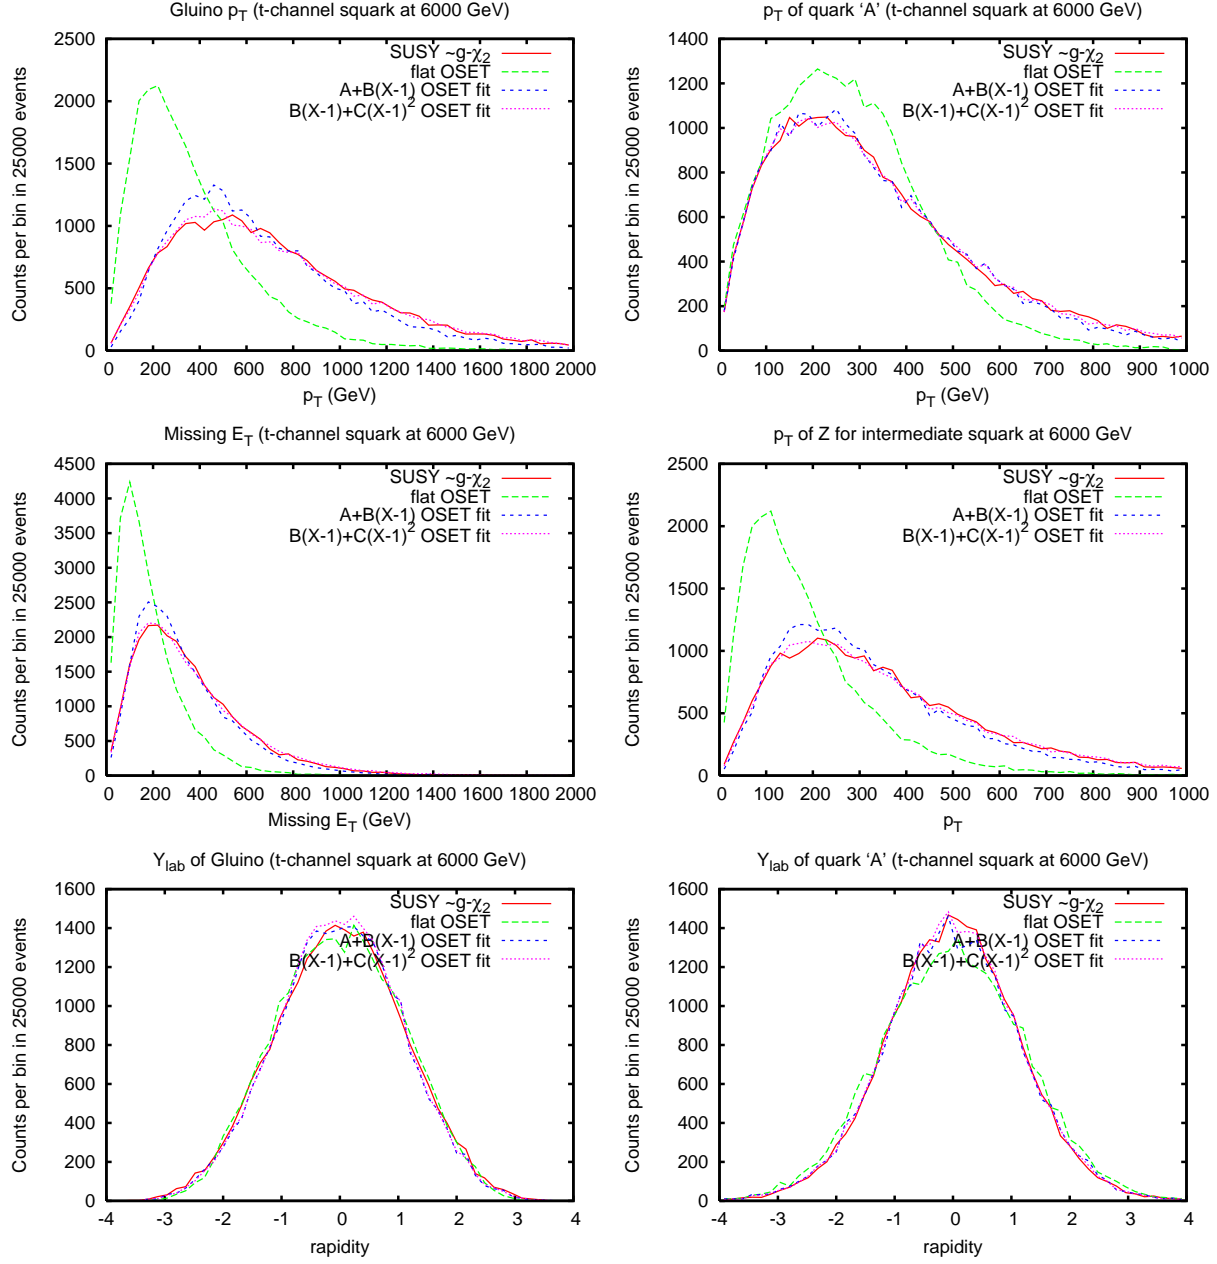 Gluino pT (t-channel squark at 6000 GeV)
Counts per bin in 25000 events
2500
2000
1500
1000
500
0
SUSY ~g-χ2
flat OSET
A+B(X-1) OSET fit
B(X-1)+C(X-1)2 OSET fit
0 200 400 600 800 1000 1200 1400 1600 1800 2000
pT (GeV)
pT of quark ‘A’ (t-channel squark at 6000 GeV)
Counts per bin in 25000 events
1400
1200
1000
800
600
400
200
0
SUSY ~g-χ2
flat OSET
A+B(X-1) OSET fit
B(X-1)+C(X-1)2 OSET fit
0 100 200 300 400 500 600 700 800 900 1000
pT (GeV)
Missing ET (t-channel squark at 6000 GeV)
Counts per bin in 25000 events
4500
4000
3500
3000
2500
2000
1500
1000
500
0
SUSY ~g-χ2
flat OSET
A+B(X-1) OSET fit
B(X-1)+C(X-1)2 OSET fit
0 200 400 600 800 1000 1200 1400 1600 1800 2000
Missing ET (GeV)
pT of Z for intermediate squark at 6000 GeV
Counts per bin in 25000 events
2500
2000
1500
1000
500
0
SUSY ~g-χ2
flat OSET
A+B(X-1) OSET fit
B(X-1)+C(X-1)2 OSET fit
0 100 200 300 400 500 600 700 800 900 1000
pT
Ylab of Gluino (t-channel squark at 6000 GeV)
Counts per bin in 25000 events
1600
1400
1200
1000
800
600
400
200
0
SUSY ~g-χ2
flat OSET
A+B(X-1) OSET fit
B(X-1)+C(X-1)2 OSET fit
-4 -3 -2 -1 0 1 2 3 4
rapidity
Ylab of quark ‘A’ (t-channel squark at 6000 GeV)
Counts per bin in 25000 events
1600
1400
1200
1000
800
600
400
200
0
SUSY ~g-χ2
flat OSET
A+B(X-1) OSET fit
B(X-1)+C(X-1)2 OSET fit
-4 -3 -2 -1 0 1 2 3 4
rapidity